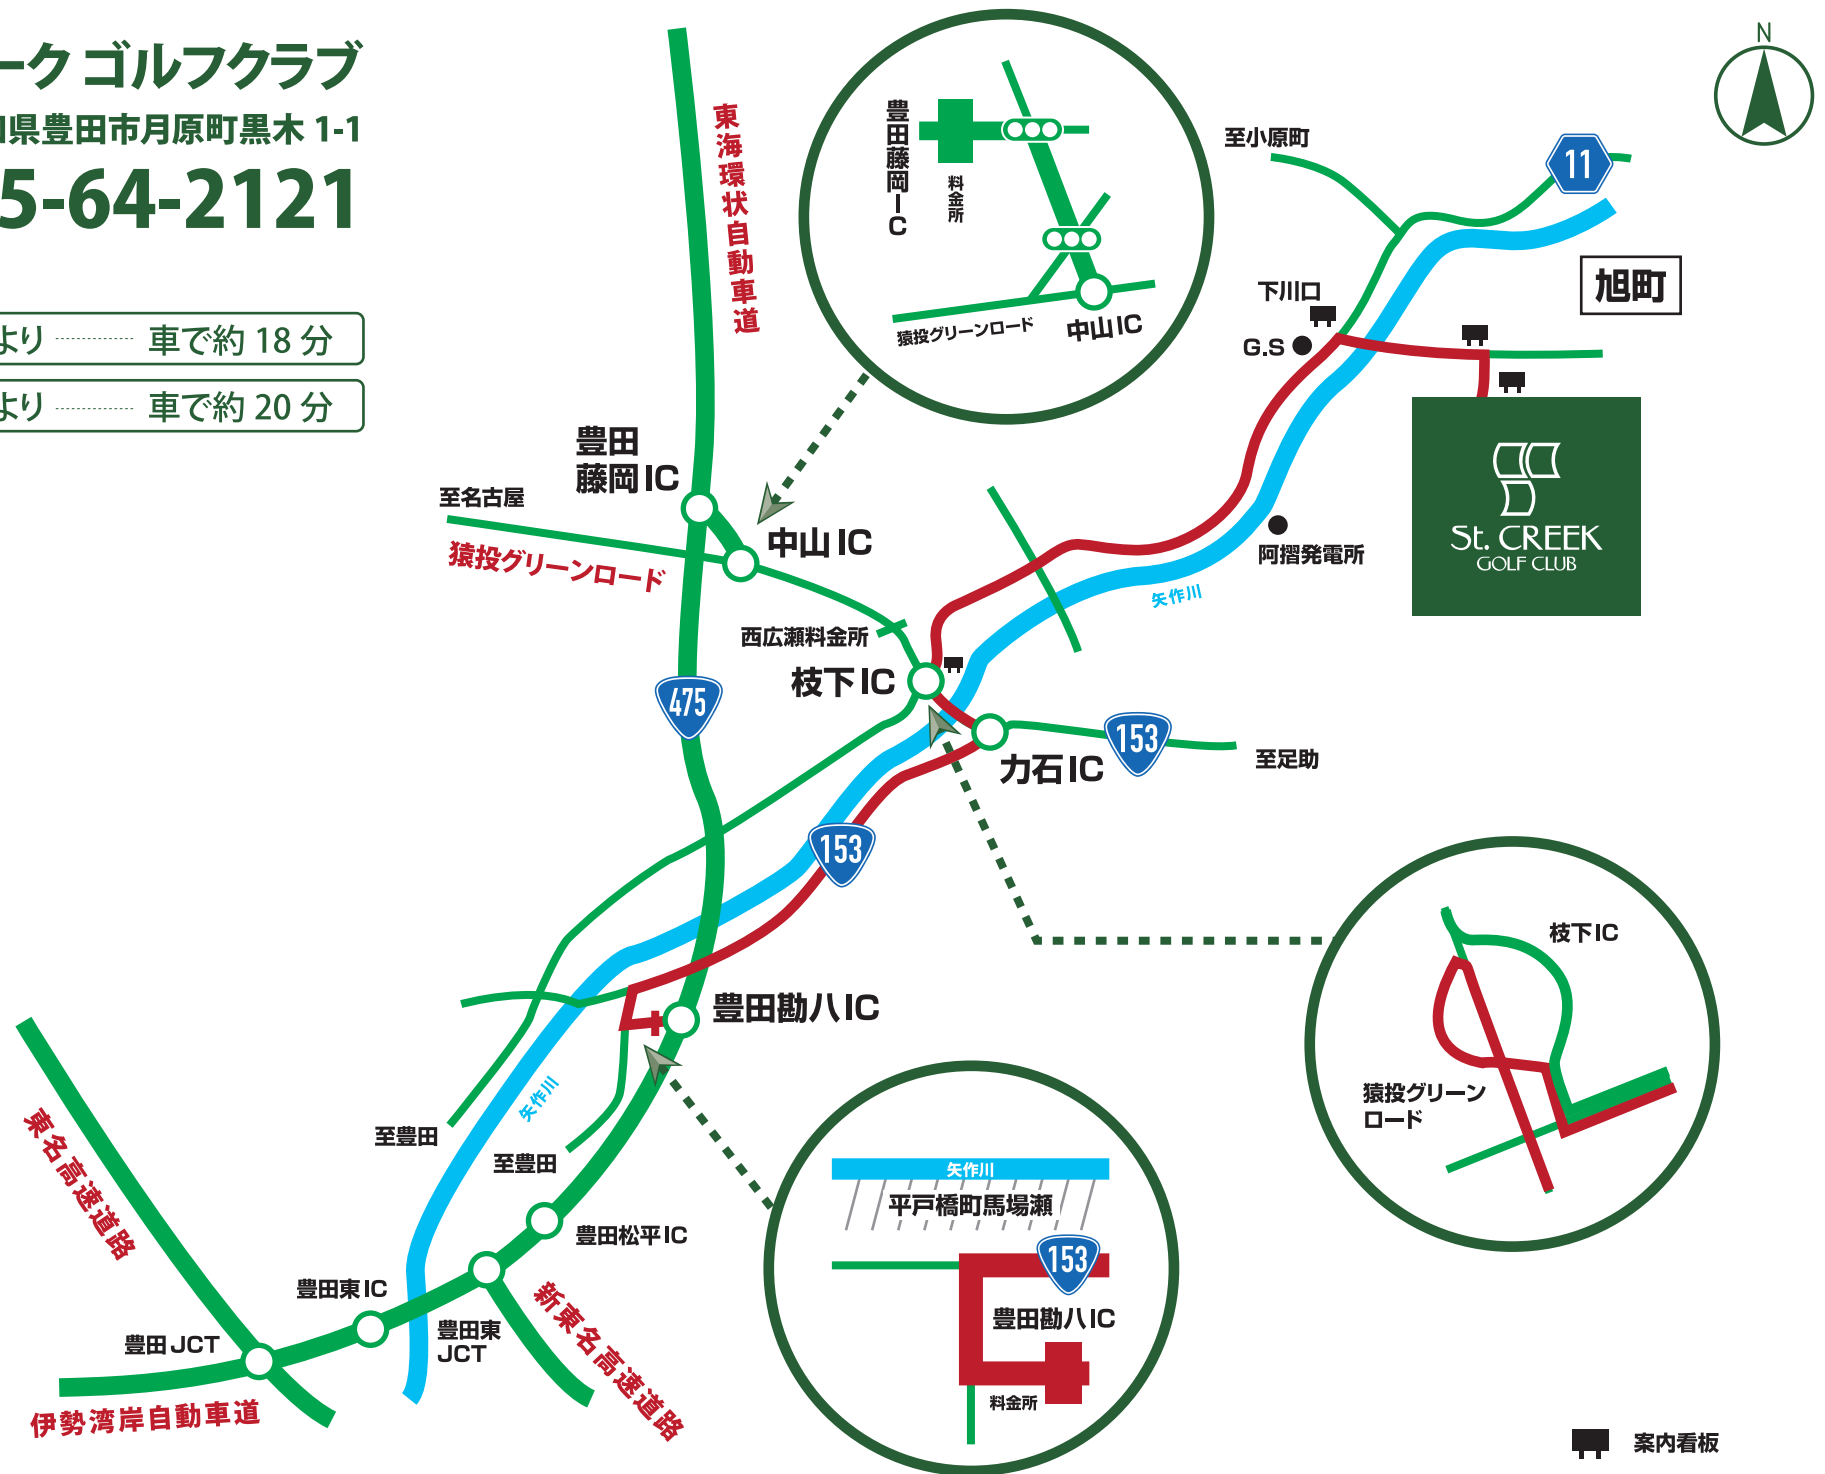 ーク ゴルフクラブ
県豊田市月原町黒木 1-1
5-64-2121
より 車で約 18 分
より 車で約 20 分
東海環状自動車道
豊田藤岡IC
料金所
猿投グリーンロード
中山IC
N
至小原町
11
旭町
下川口
G.S
St. CREEK
GOLF CLUB
豊田
藤岡IC
至名古屋
猿投グリーンロード
中山IC
阿摺発電所
矢作川
西広瀬料金所
枝下IC
475
力石IC
153
至足助
153
枝下IC
猿投グリーン
ロード
豊田勘八IC
矢作川
至豊田
至豊田
東名高速道路
豊田松平IC
豊田東IC
豊田東
JCT
新東名高速道路
豊田JCT
伊勢湾岸自動車道
矢作川
平戸橋町馬場瀬
153
豊田勘八IC
料金所
案内看板